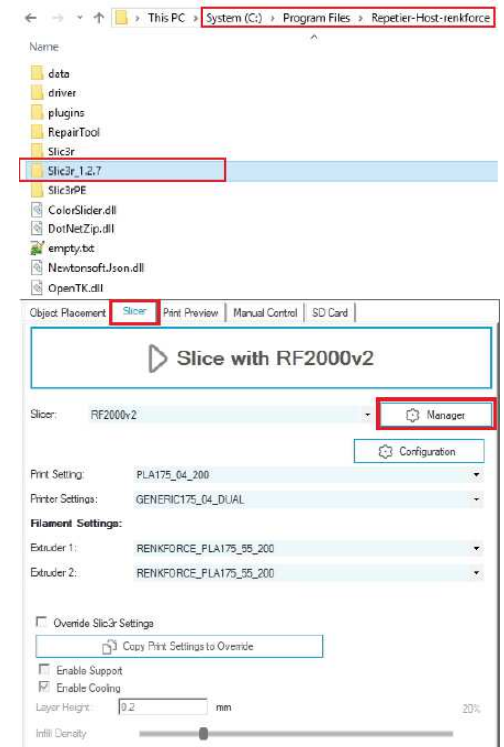 This PC > System (C:) > Program Files > Repetier-Host-renkforce
Name
data
driver
plugins
RepairTool
Slic3r
Slic3r_1.2.7
Slic3rPE
ColorSlider.dll
DotNetZip.dll
empty.txt
Newtonsoft.Json.dll
OpenTK.dll
Object Placement Slicer Print Preview Manual Control SD Card
Slice with RF2000v2
Slicer: RF2000v2 Manager
Configuration
Print Setting: PLA175_04_200
Printer Settings: GENERIC175_04_DUAL
Filament Settings:
Extruder 1: RENKFORCE_PLA175_55_200
Extruder 2: RENKFORCE_PLA175_55_200
Override Slic3r Settings
Copy Print Settings to Override
Enable Support
Enable Cooling
Layer Height: 0.2 mm 20%
Infill Density